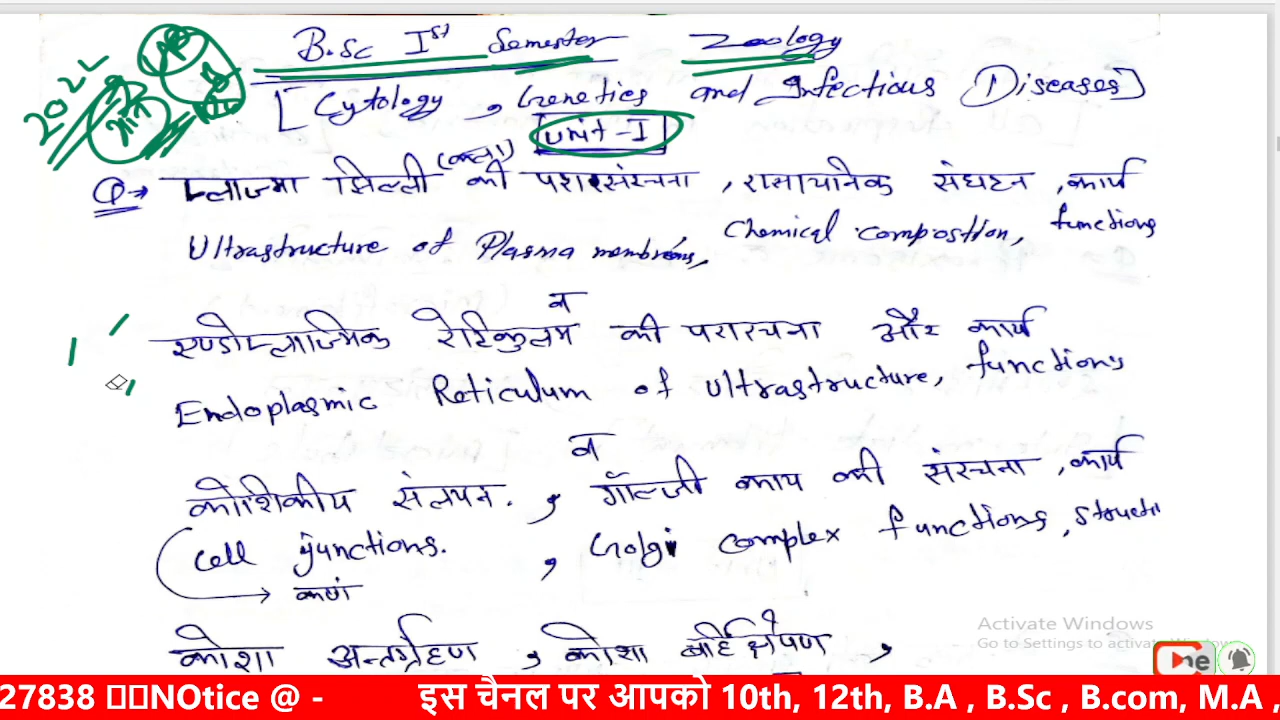 2022
B.Sc Ist Semester Zoology
[Cytology, Genetics and Infectious Diseases]
Unit-I
(कला)
Q→ प्लाज्मा झिल्ली की परासंरचना, रासायनिक संघटन, कार्य
Ultrastructure of Plasma membrans, Chemical compostion, functions
व
एण्डोप्लाज्मिक रेटिकुलम की परारचना और कार्य
Endoplasmic Reticulum of Ultrastructure, functions
व
कोशिकीय संलयन. , गॉल्जी काय की संरचना, कार्य
Cell junctions. , Golgi complex functions, struct
कोशा अन्तर्ग्रहण , कोशा बहिर्क्षेपण ,
Activate Windows
Go to Settings to activate Windows.
27838 NOtice @ - इस चैनल पर आपको 10th, 12th, B.A , B.Sc , B.com, M.A ,